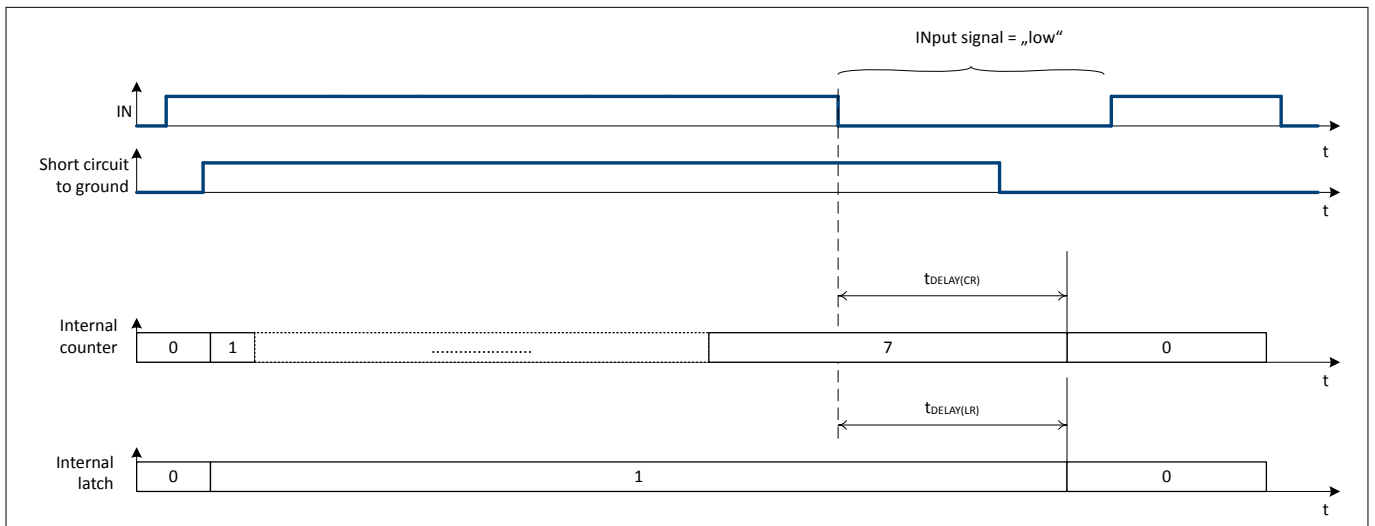 INput signal = „low“
IN
t
Short circuit
to ground
t
tDELAY(CR)
Internal
counter
0 1 ...................... 7 0
t
tDELAY(LR)
Internal
latch
0 1 0
t